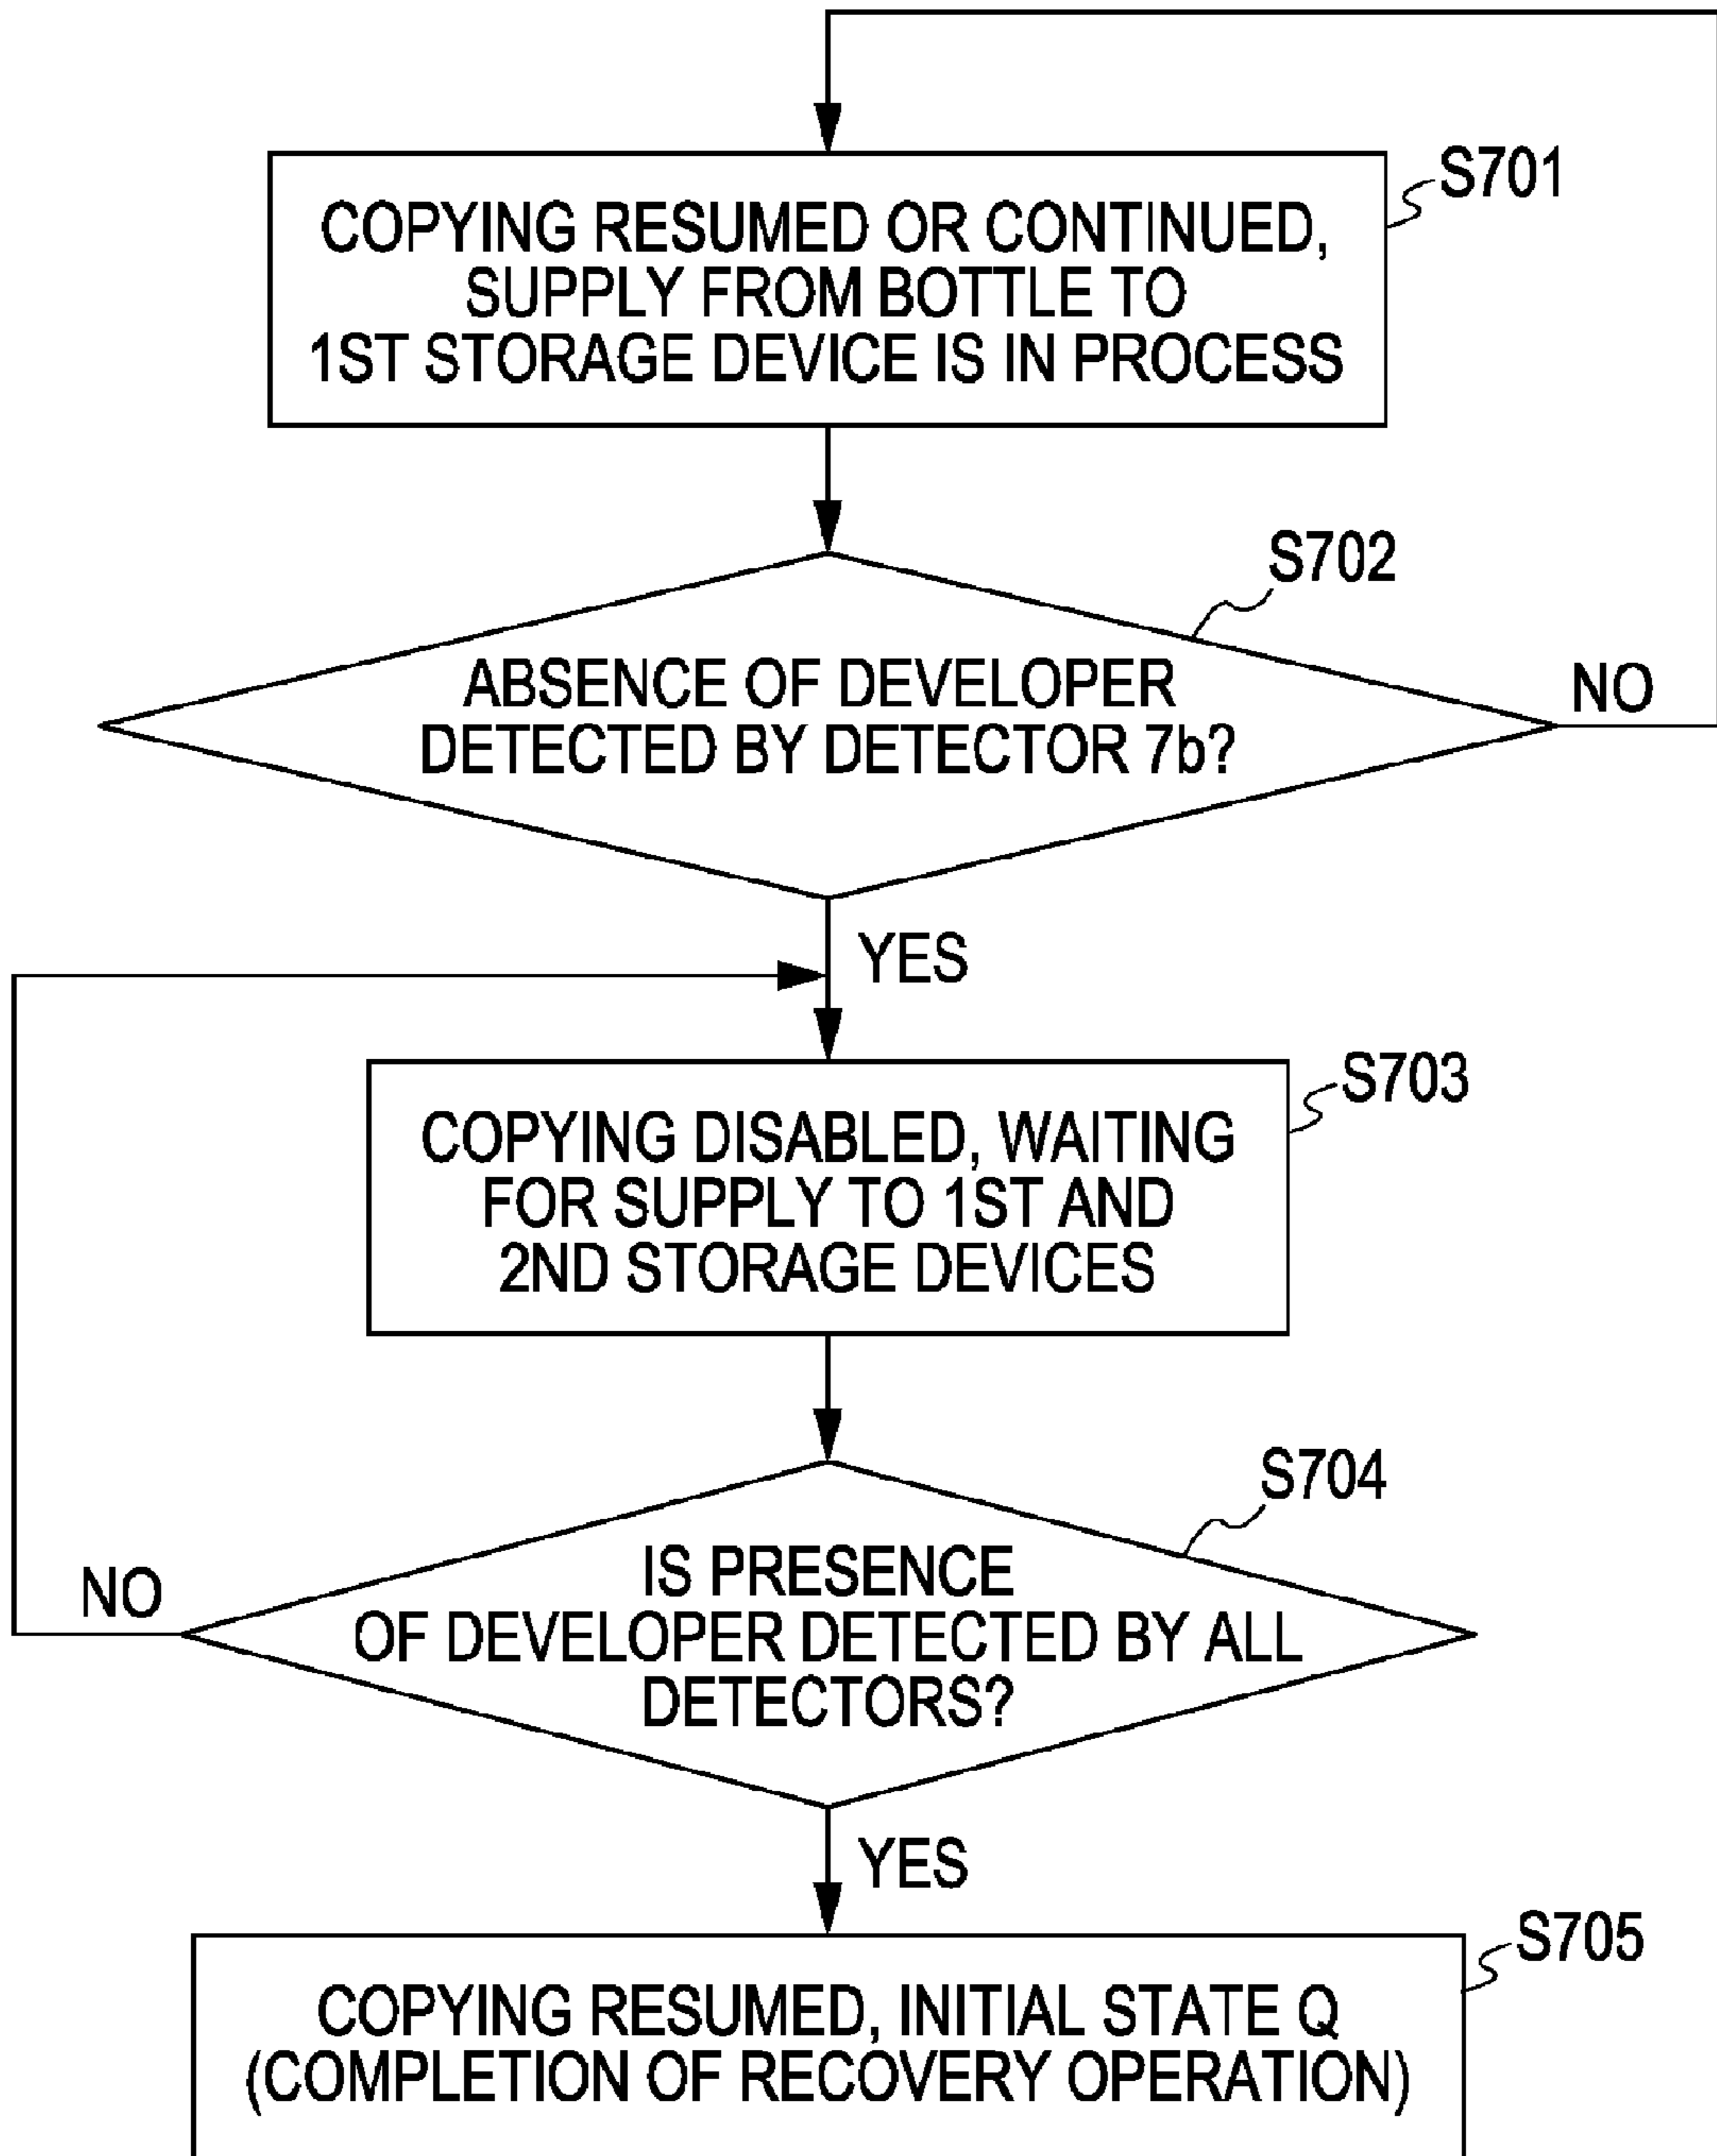 S701
COPYING RESUMED OR CONTINUED,
SUPPLY FROM BOTTLE TO
1ST STORAGE DEVICE IS IN PROCESS
S702
ABSENCE OF DEVELOPER
DETECTED BY DETECTOR 7b?
NO
YES
S703
COPYING DISABLED, WAITING
FOR SUPPLY TO 1ST AND
2ND STORAGE DEVICES
S704
IS PRESENCE
OF DEVELOPER DETECTED BY ALL
DETECTORS?
NO
YES
S705
COPYING RESUMED, INITIAL STATE Q
(COMPLETION OF RECOVERY OPERATION)